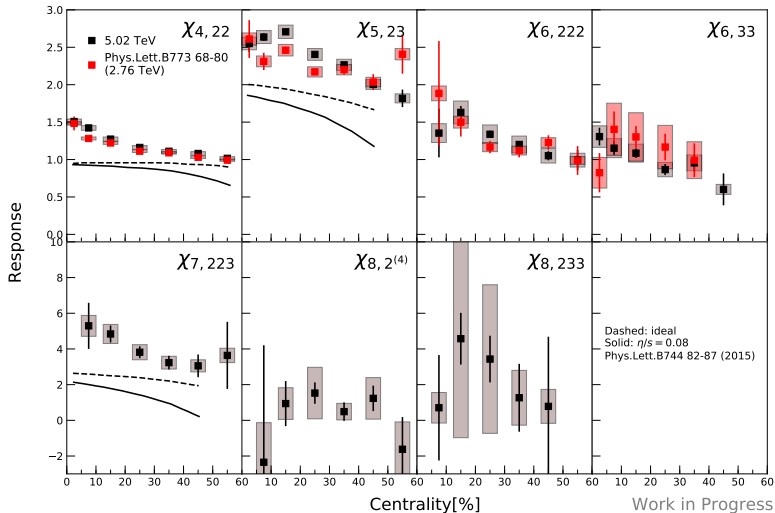 3.0
2.5
2.0
1.5
1.0
0.5
0.0
χ4, 22
5.02 TeV
Phys.Lett.B773 68-80
(2.76 TeV)
χ5, 23
χ6, 222
χ6, 33
Response
10
8
6
4
2
0
−2
χ7, 223
χ8, 2(4)
χ8, 233
Dashed: ideal
Solid: η/s = 0.08
Phys.Lett.B744 82-87 (2015)
0 10 20 30 40 50 60 10 20 30 40 50 60 10 20 30 40 50 60 10 20 30 40 50 60
Centrality[%]
Work in Progress